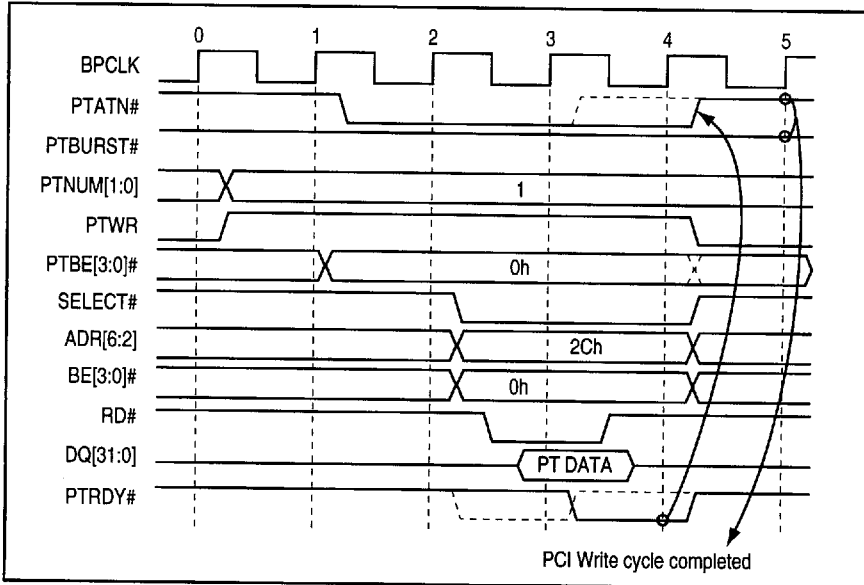 0 1 2 3 4 5
BPCLK
PTATN#
PTBURST#
PTNUM[1:0] 1
PTWR
PTBE[3:0]# 0h
SELECT#
ADR[6:2] 2Ch
BE[3:0]# 0h
RD#
DQ[31:0] PT DATA
PTRDY#
PCI Write cycle completed